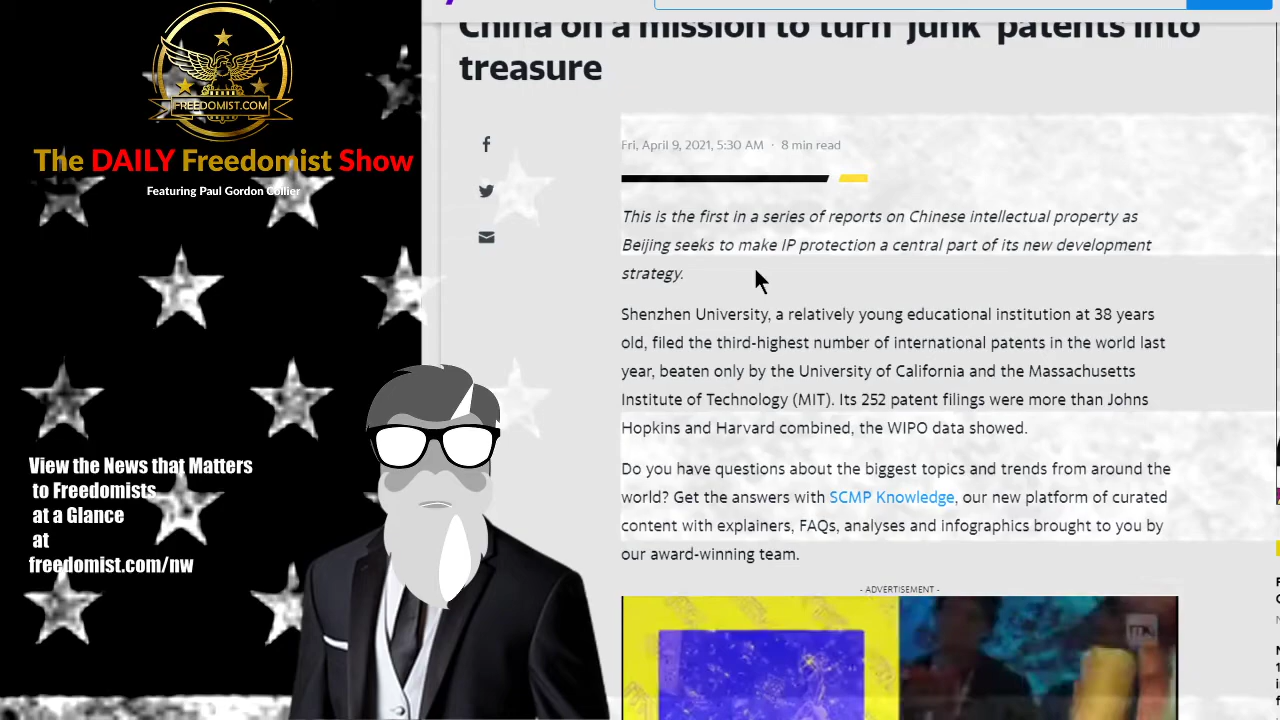 FREEDOMIST.COM
The DAILY Freedomist Show
Featuring Paul Gordon Collier
View the News that Matters
to Freedomists
at a Glance
at
freedomist.com/nw
China on a mission to turn 'junk' patents into
treasure
Fri, April 9, 2021, 5:30 AM · 8 min read
This is the first in a series of reports on Chinese intellectual property as
Beijing seeks to make IP protection a central part of its new development
strategy.
Shenzhen University, a relatively young educational institution at 38 years
old, filed the third-highest number of international patents in the world last
year, beaten only by the University of California and the Massachusetts
Institute of Technology (MIT). Its 252 patent filings were more than Johns
Hopkins and Harvard combined, the WIPO data showed.
Do you have questions about the biggest topics and trends from around the
world? Get the answers with SCMP Knowledge, our new platform of curated
content with explainers, FAQs, analyses and infographics brought to you by
our award-winning team.
- ADVERTISEMENT -